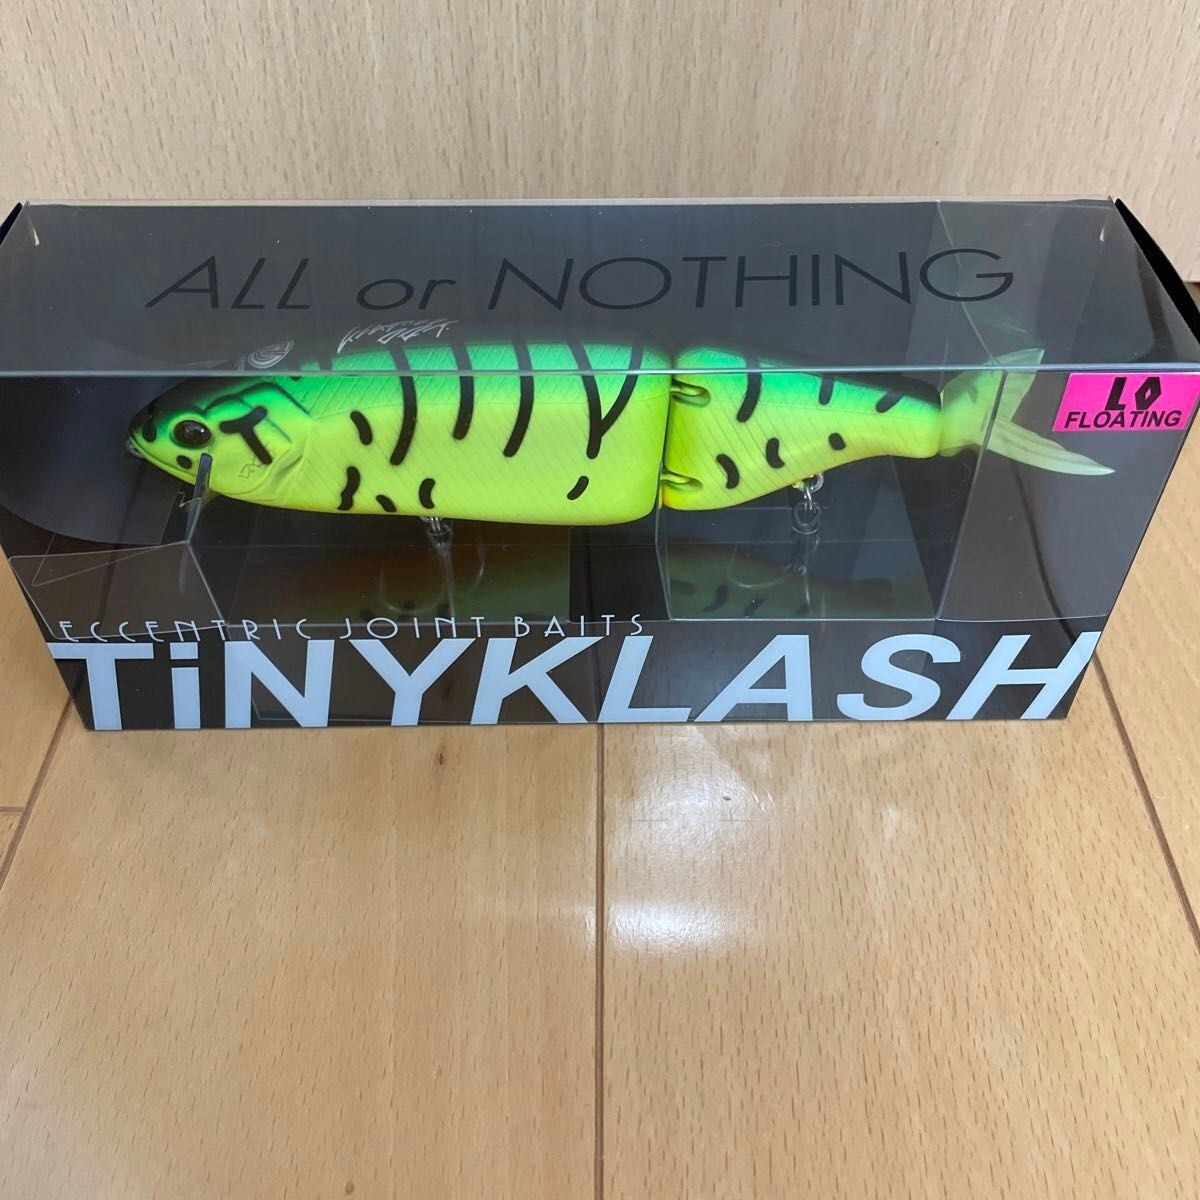 ALL or NOTHING
LO
FLOATING
ECCENTRIC JOINT BAITS
TiNYKLASH